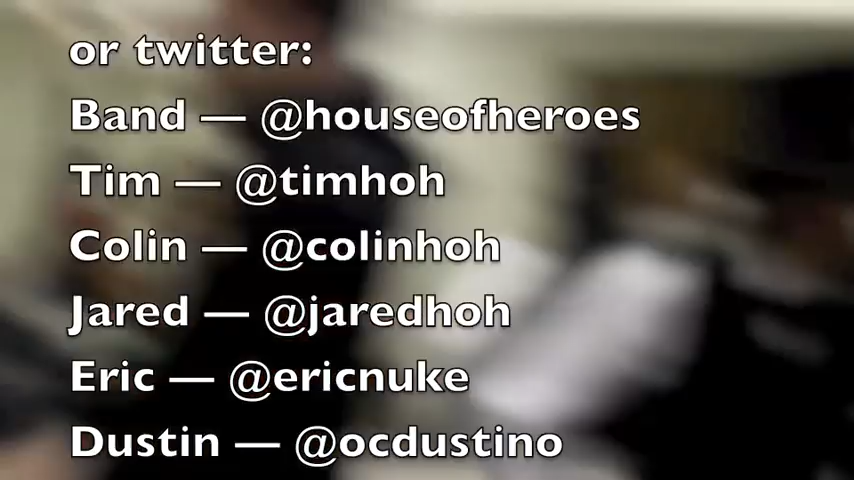 or twitter:
Band — @houseofheroes
Tim — @timhoh
Colin — @colinhoh
Jared — @jaredhoh
Eric — @ericnuke
Dustin — @ocdustino